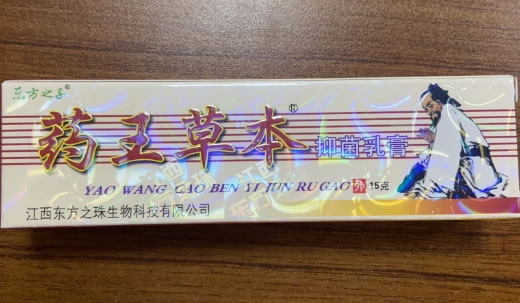 东方之子®
药王草本®
抑菌乳膏
YAO WANG CAO BEN YI JUN RU GAO 外 15克
江西东方之珠生物科技有限公司